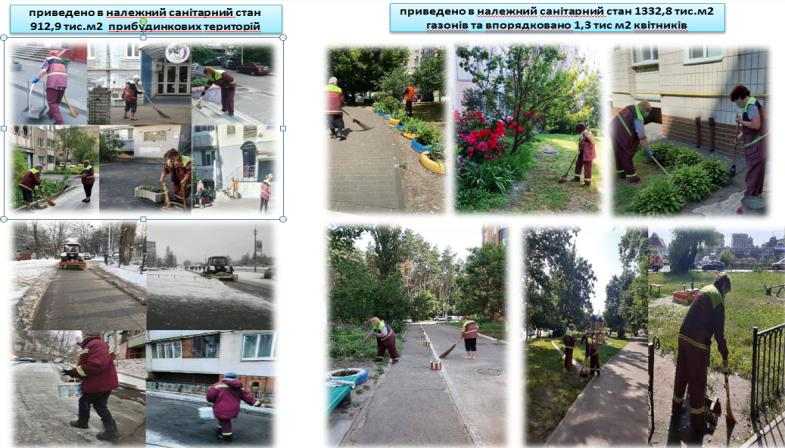 приведено в належний санітарний стан
912,9 тис.м2 прибудинкових територій
приведено в належний санітарний стан 1332,8 тис.м2
газонів та впорядковано 1,3 тис м2 квітників